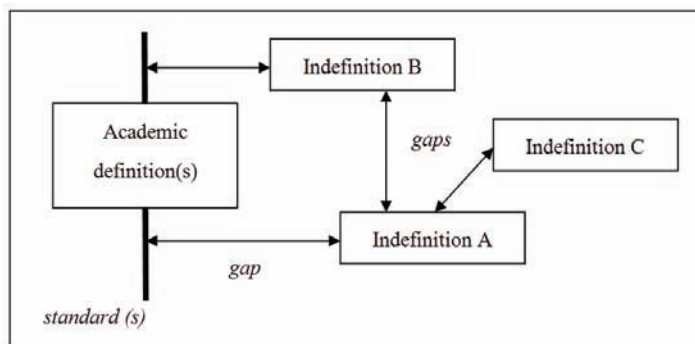 Indefinition B
Academic
definition(s)
gaps
Indefinition C
Indefinition A
gap
standard (s)